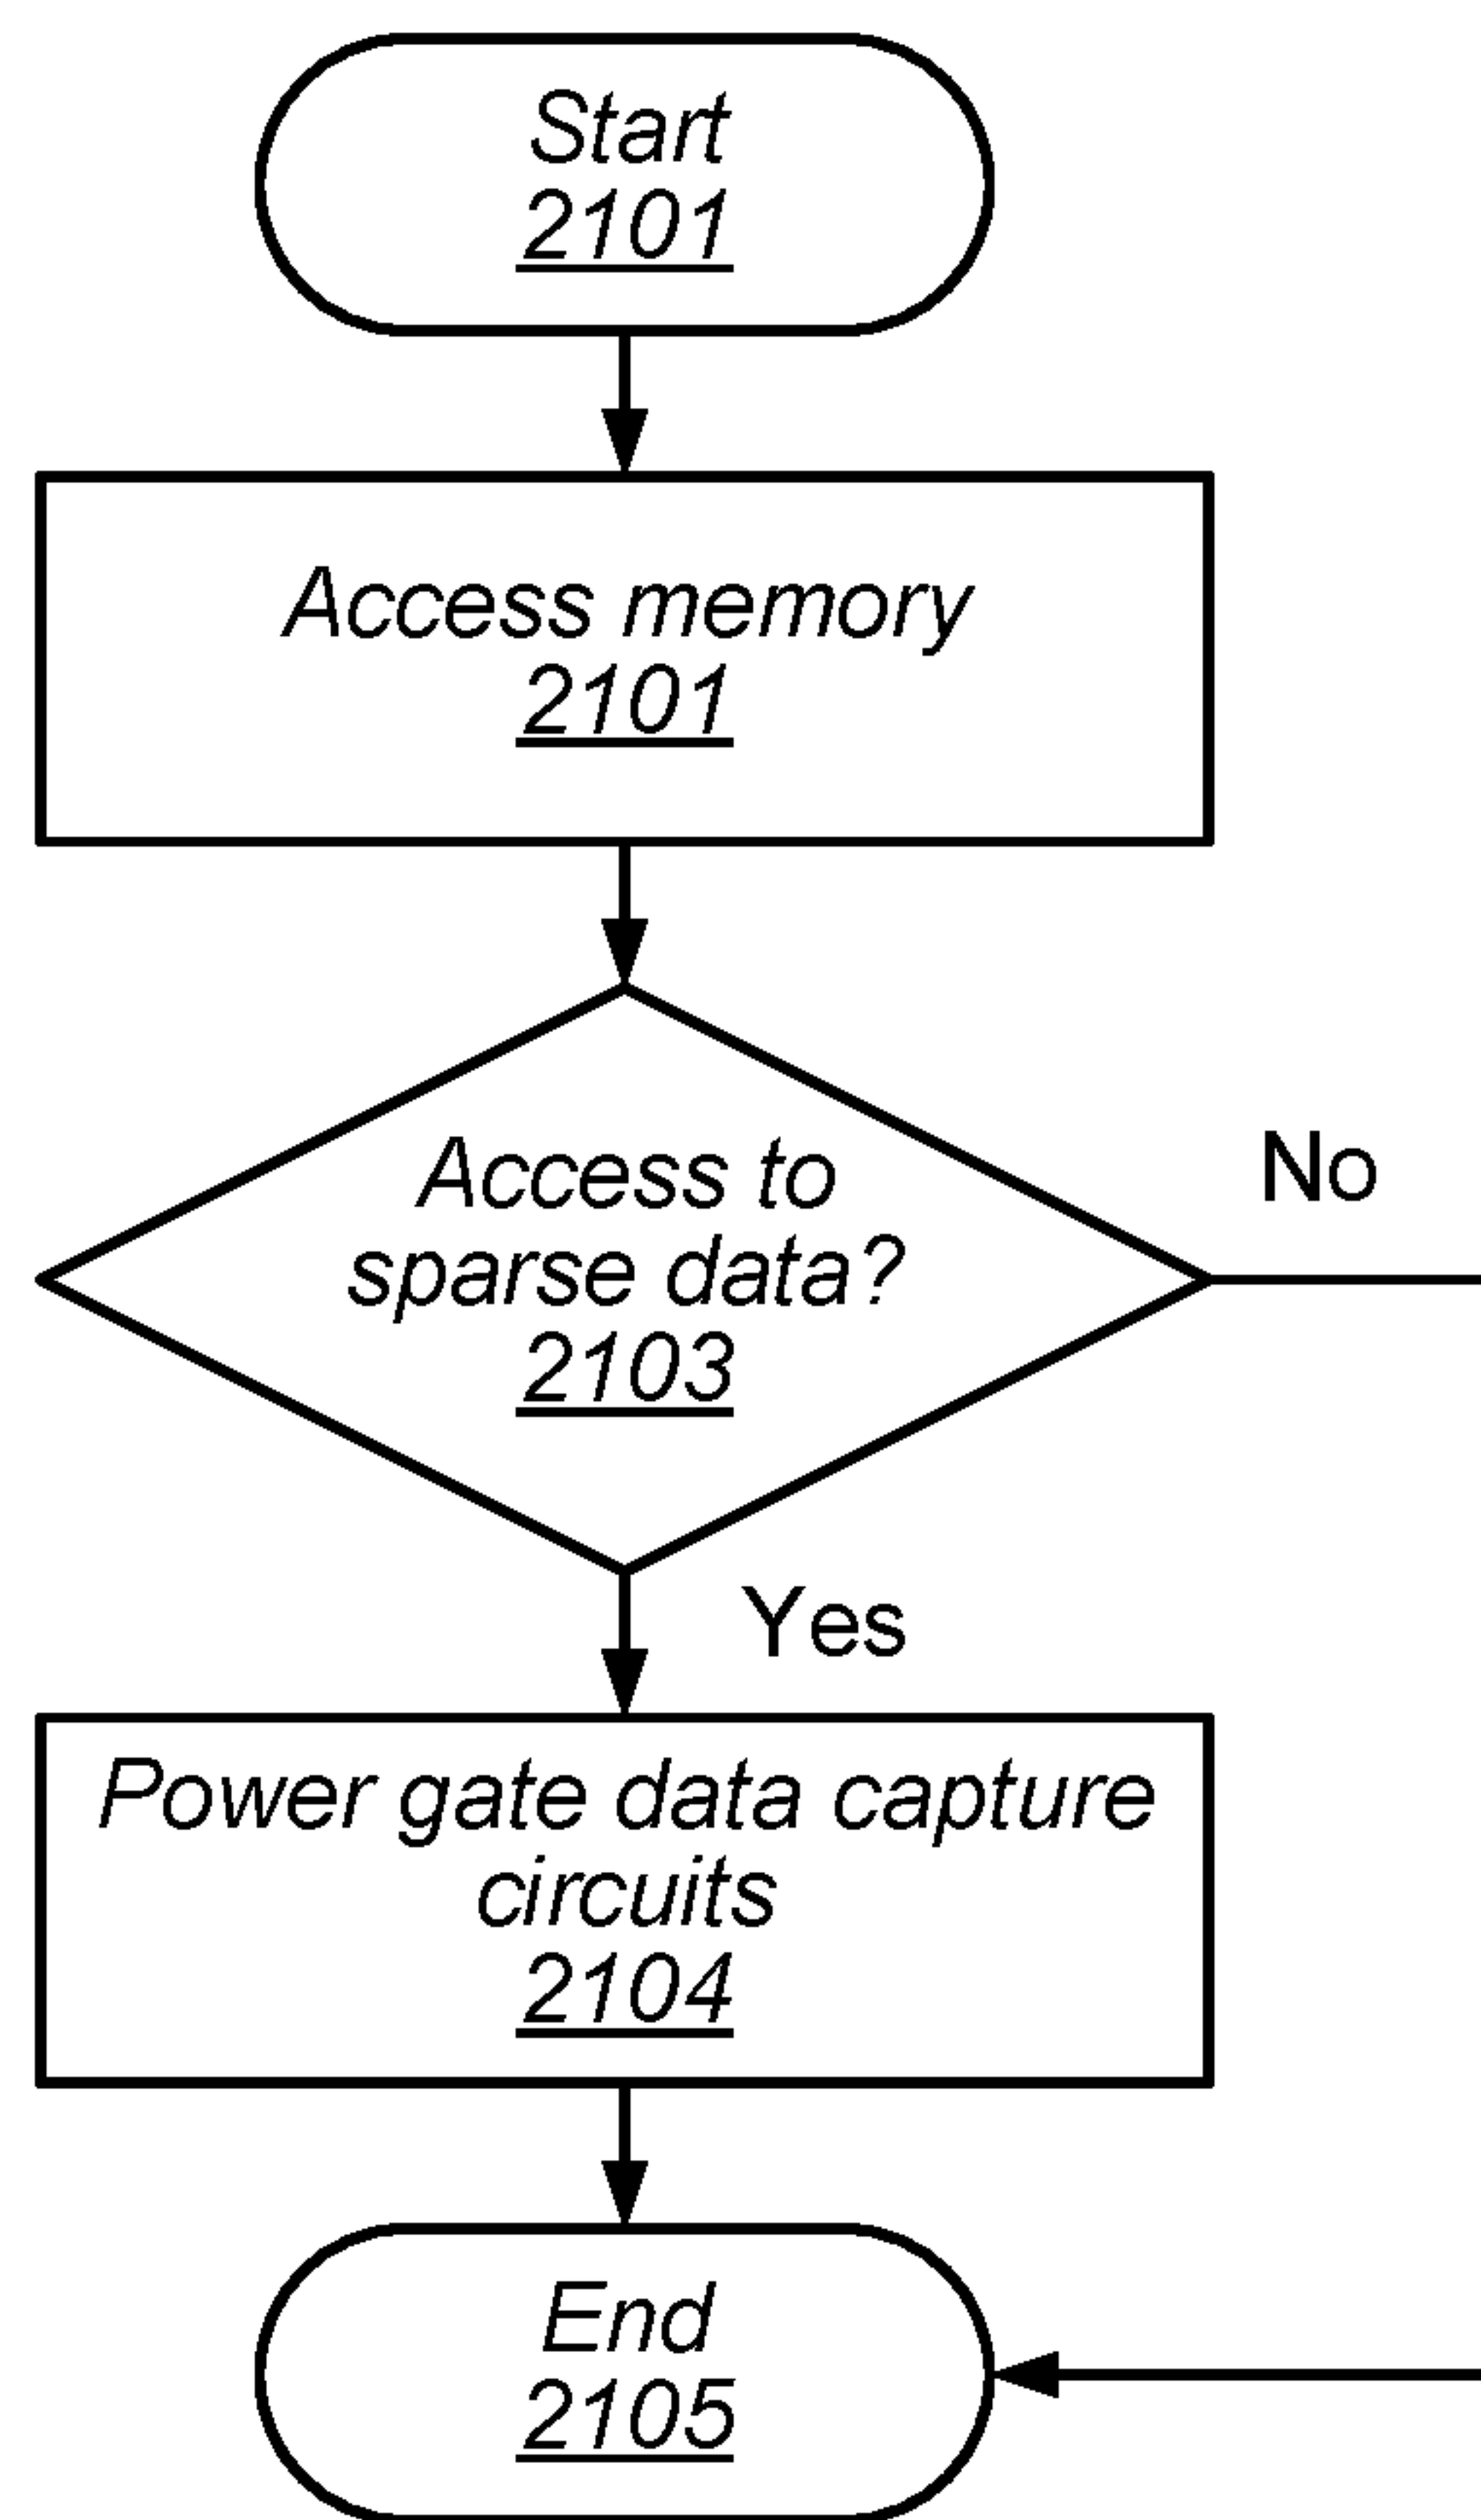 Start
2101
Access memory
2101
Access to
sparse data?
2103
No
Yes
Power gate data capture
circuits
2104
End
2105